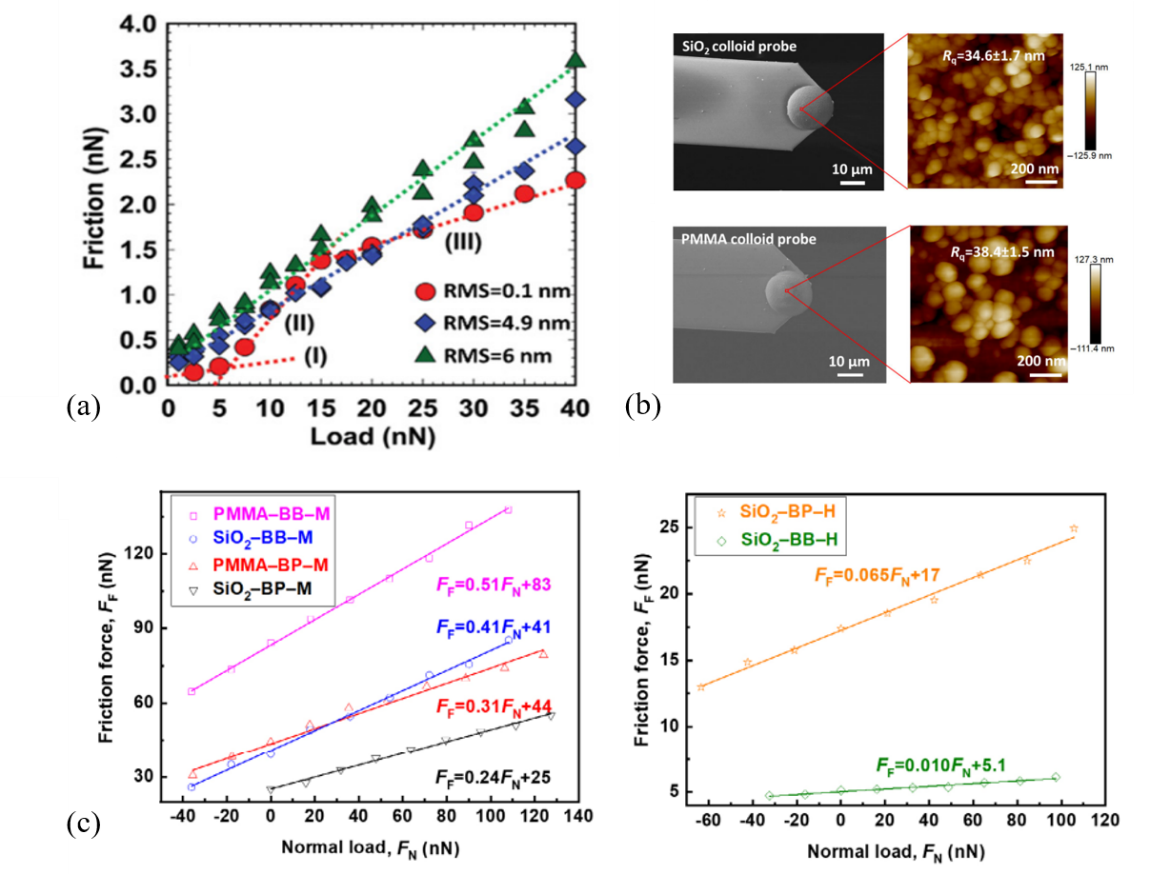 4.0
3.5
3.0
2.5
2.0
1.5
1.0
0.5
0.0
Friction (nN)
(III)
(II)
(I)
RMS=0.1 nm
RMS=4.9 nm
RMS=6 nm
0 5 10 15 20 25 30 35 40
Load (nN)
(a)
SiO2 colloid probe
10 μm
Rq=34.6±1.7 nm
200 nm
125.1 nm
−125.9 nm
PMMA colloid probe
10 μm
Rq=38.4±1.5 nm
200 nm
127.3 nm
−111.4 nm
(b)
PMMA–BB–M
SiO2–BB–M
PMMA–BP–M
SiO2–BP–M
FF=0.51FN+83
FF=0.41FN+41
FF=0.31FN+44
FF=0.24FN+25
120
90
60
30
Friction force, FF (nN)
-40 -20 0 20 40 60 80 100 120 140
Normal load, FN (nN)
(c)
SiO2–BP–H
SiO2–BB–H
FF=0.065FN+17
FF=0.010FN+5.1
25
20
15
10
5
Friction force, FF (nN)
-60 -40 -20 0 20 40 60 80 100 120
Normal load, FN (nN)